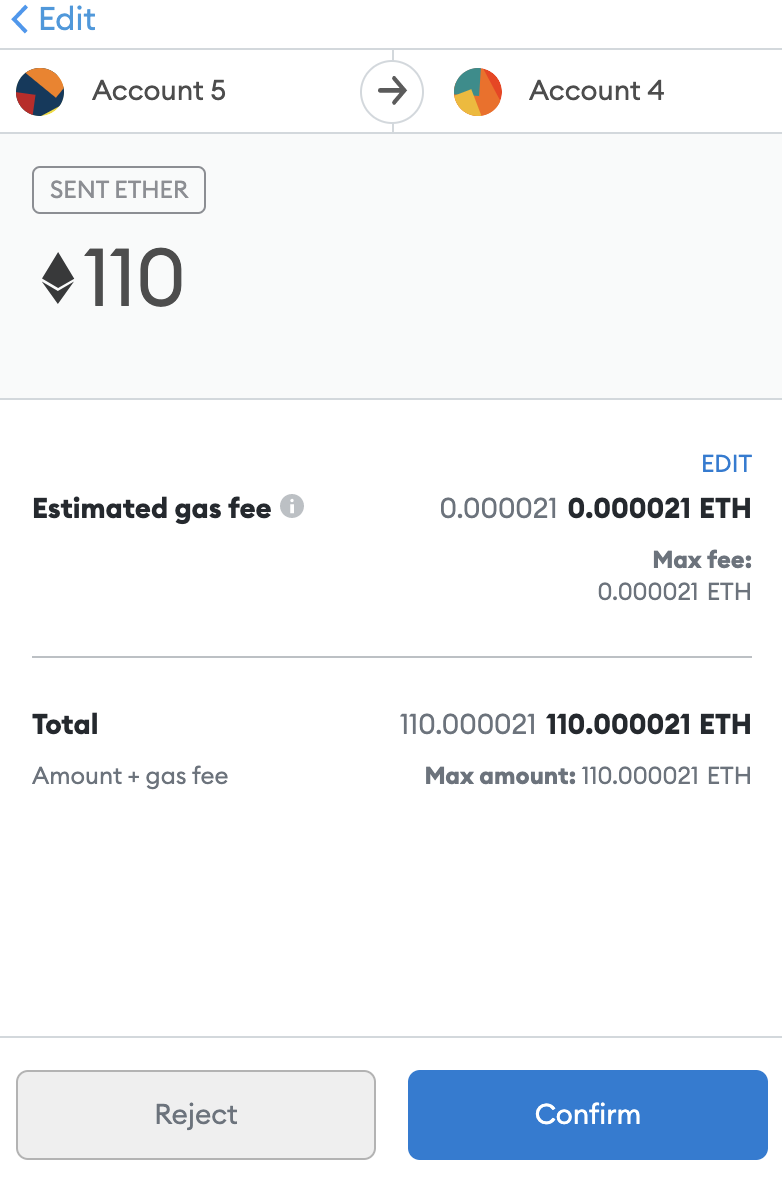 Edit
Account 5
Account 4
SENT ETHER
110
EDIT
Estimated gas fee 0.000021 0.000021 ETH
Max fee:
0.000021 ETH
Total 110.000021 110.000021 ETH
Amount + gas fee Max amount: 110.000021 ETH
Reject
Confirm